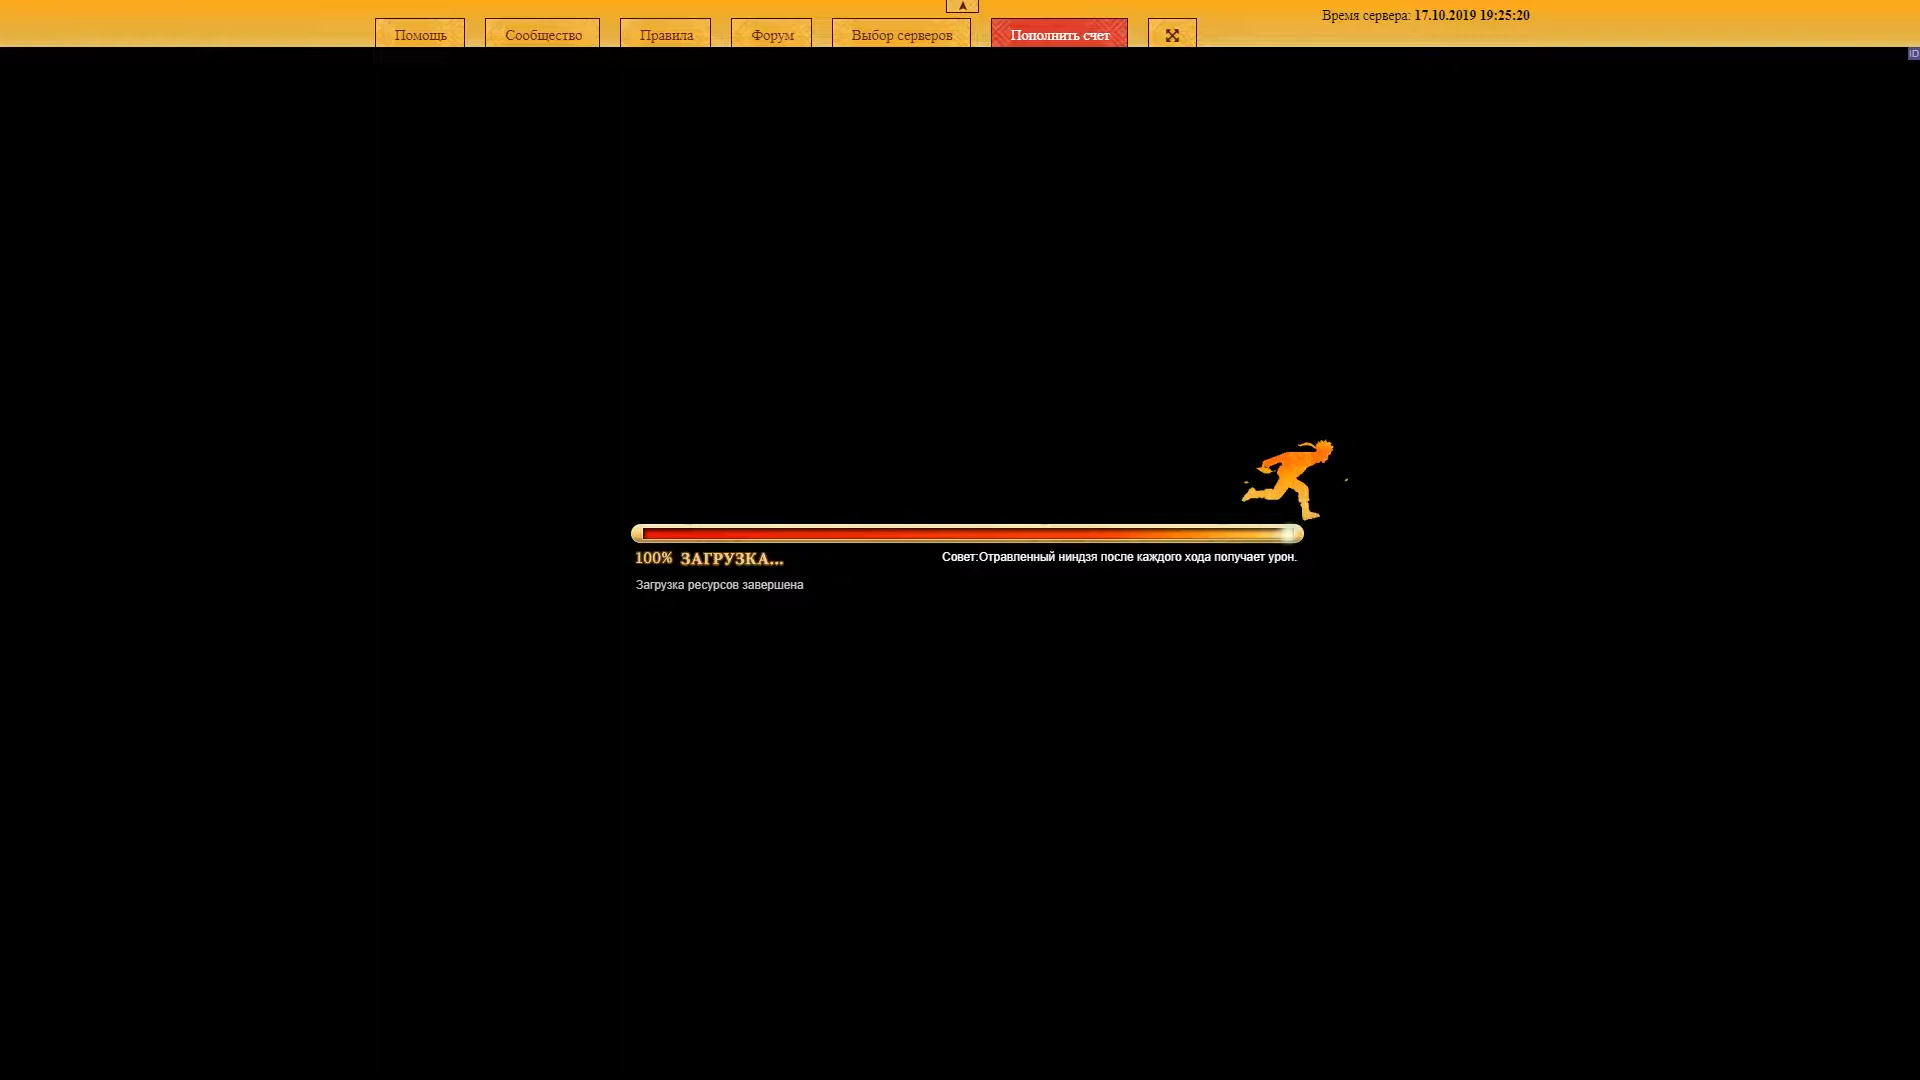 Время сервера: 17.10.2019 19:25:20
Помощь
Сообщество
Правила
Форум
Выбор серверов
Пополнить счет
ID
100% ЗАГРУЗКА...
Совет:Отравленный ниндзя после каждого хода получает урон.
Загрузка ресурсов завершена